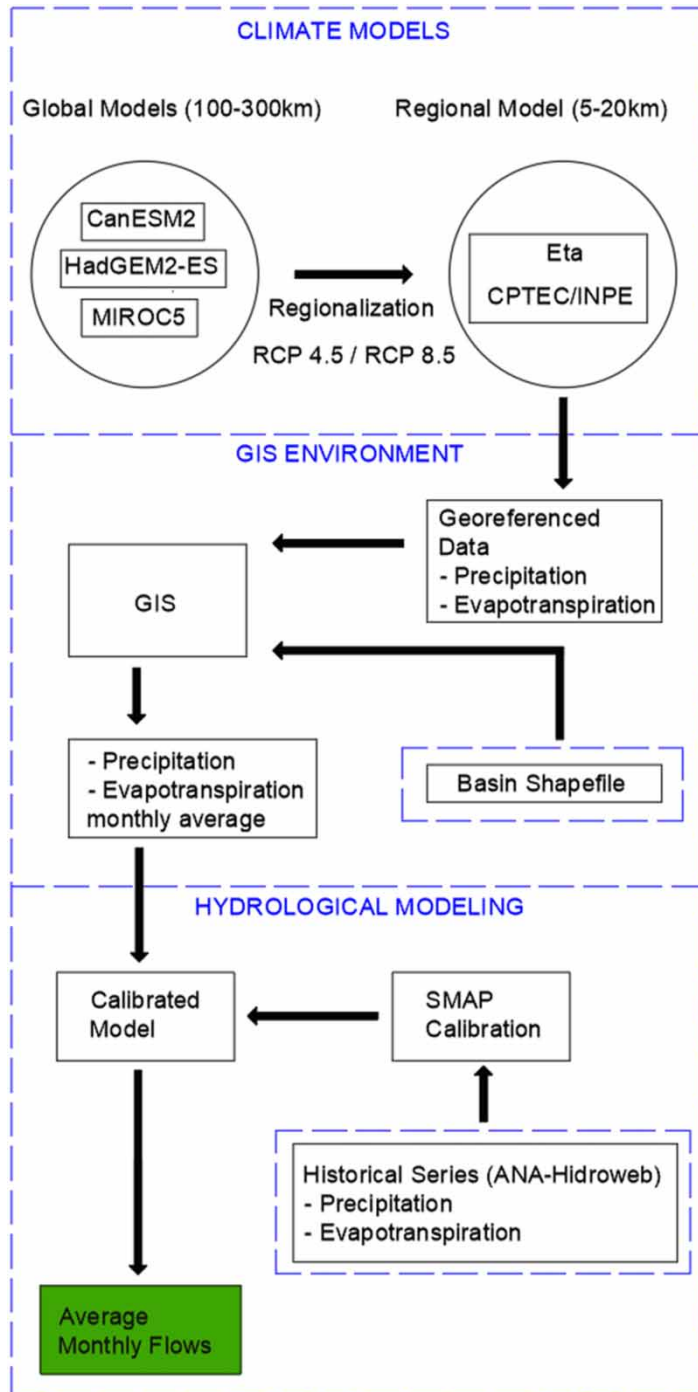 CLIMATE MODELS
Global Models (100-300km)
Regional Model (5-20km)
CanESM2
HadGEM2-ES
MIROC5
Regionalization
RCP 4.5 / RCP 8.5
Eta
CPTEC/INPE
GIS ENVIRONMENT
Georeferenced
Data
- Precipitation
- Evapotranspiration
GIS
- Precipitation
- Evapotranspiration
monthly average
Basin Shapefile
HYDROLOGICAL MODELING
Calibrated
Model
SMAP
Calibration
Historical Series (ANA-Hidroweb)
- Precipitation
- Evapotranspiration
Average
Monthly Flows